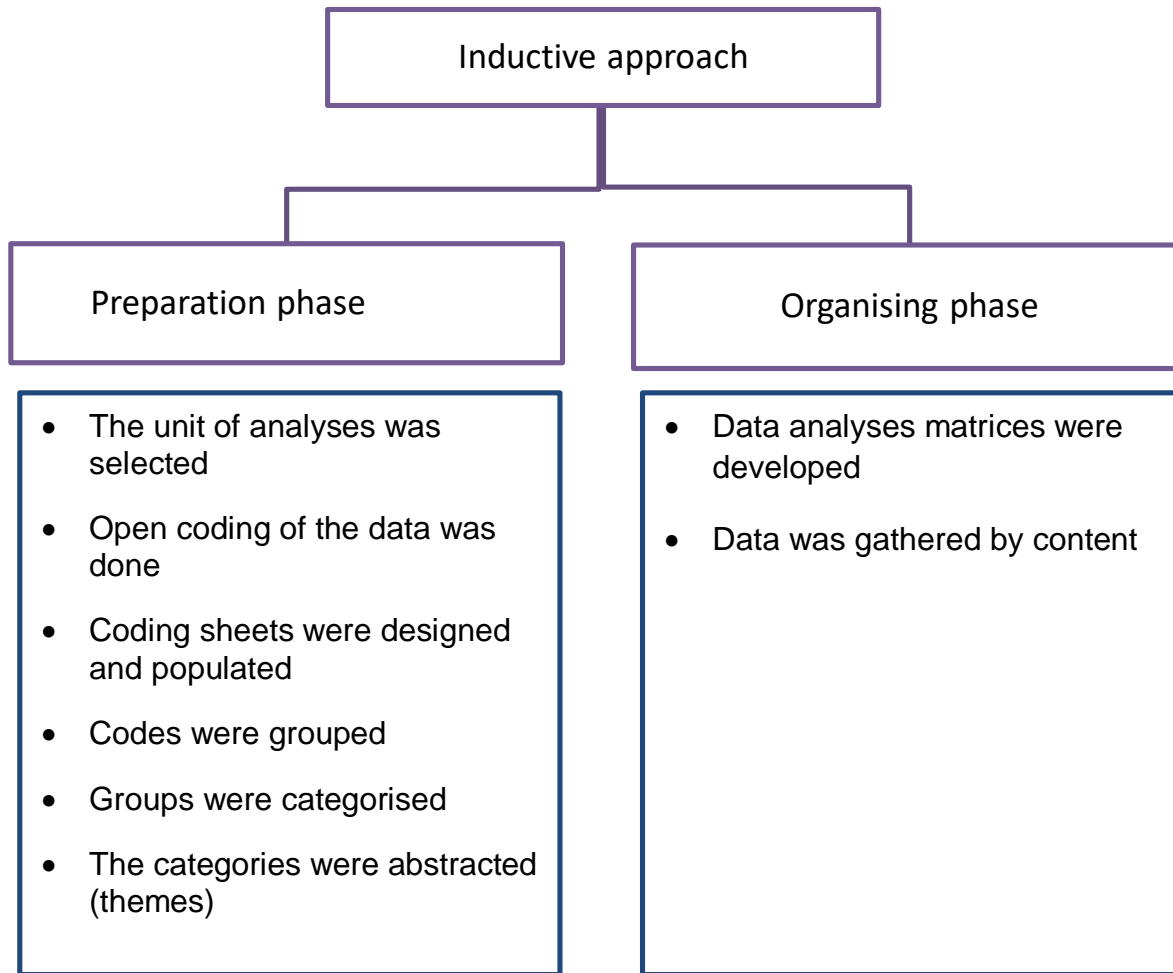 Inductive approach
Preparation phase
Organising phase
• The unit of analyses was
selected
• Open coding of the data was
done
• Coding sheets were designed
and populated
• Codes were grouped
• Groups were categorised
• The categories were abstracted
(themes)
• Data analyses matrices were
developed
• Data was gathered by content